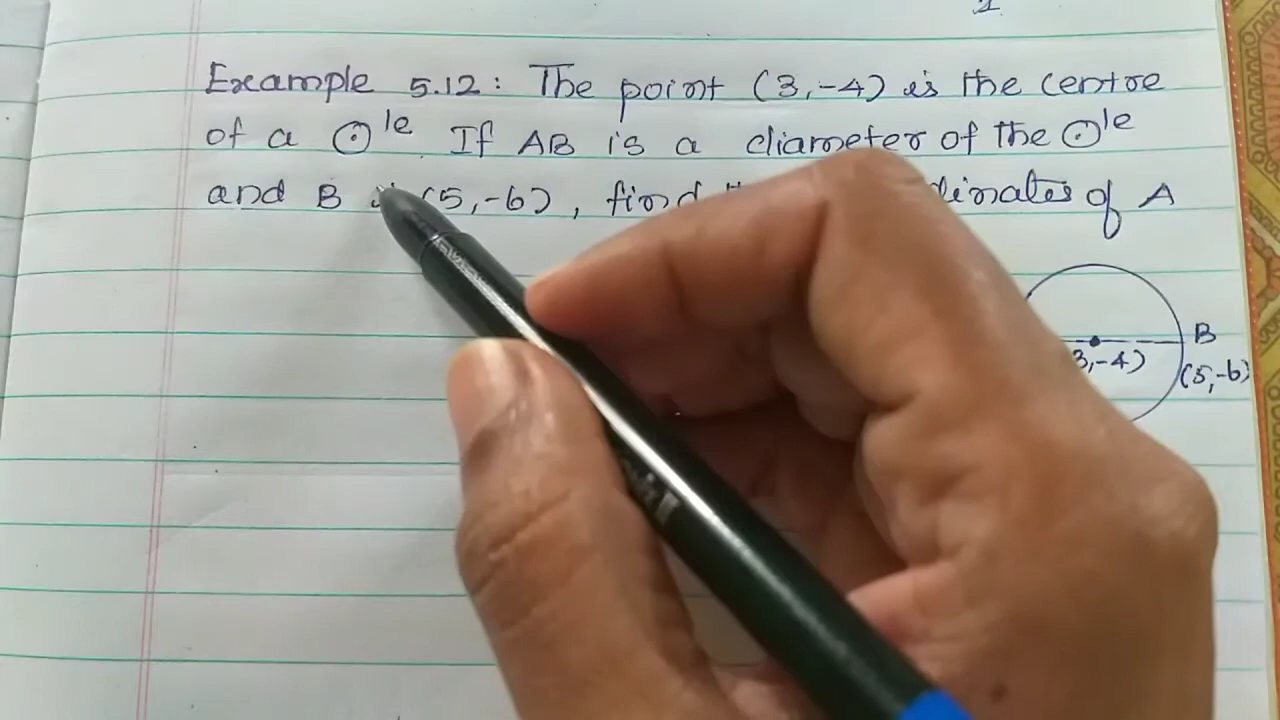 Example 5.12: The point (3,-4) is the centre
of a ⊙le If AB is a diameter of the ⊙le
and B (5,-6), find of A
B
3,-4)
(5,-6)